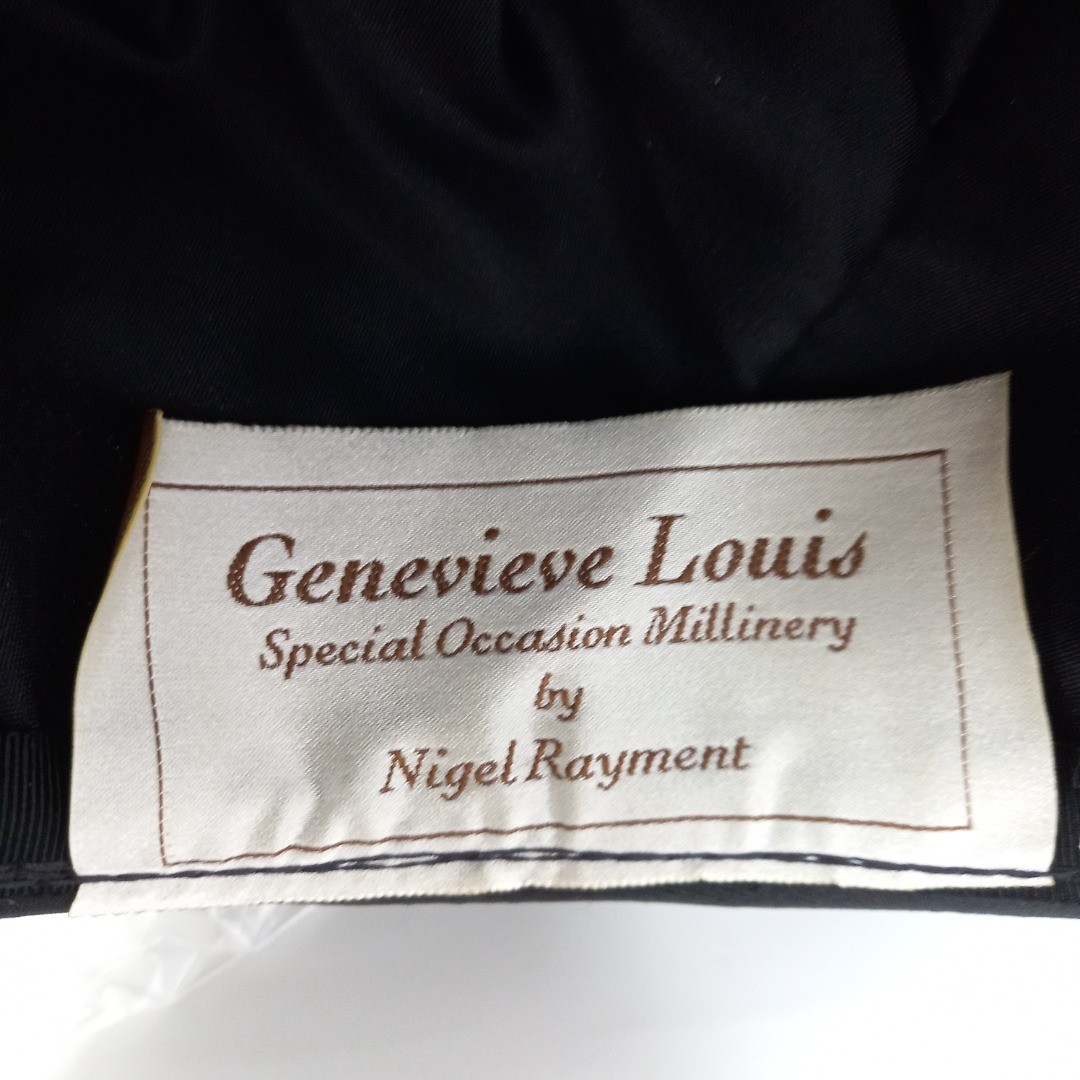 Genevieve Louis
Special Occasion Millinery
by
Nigel Rayment